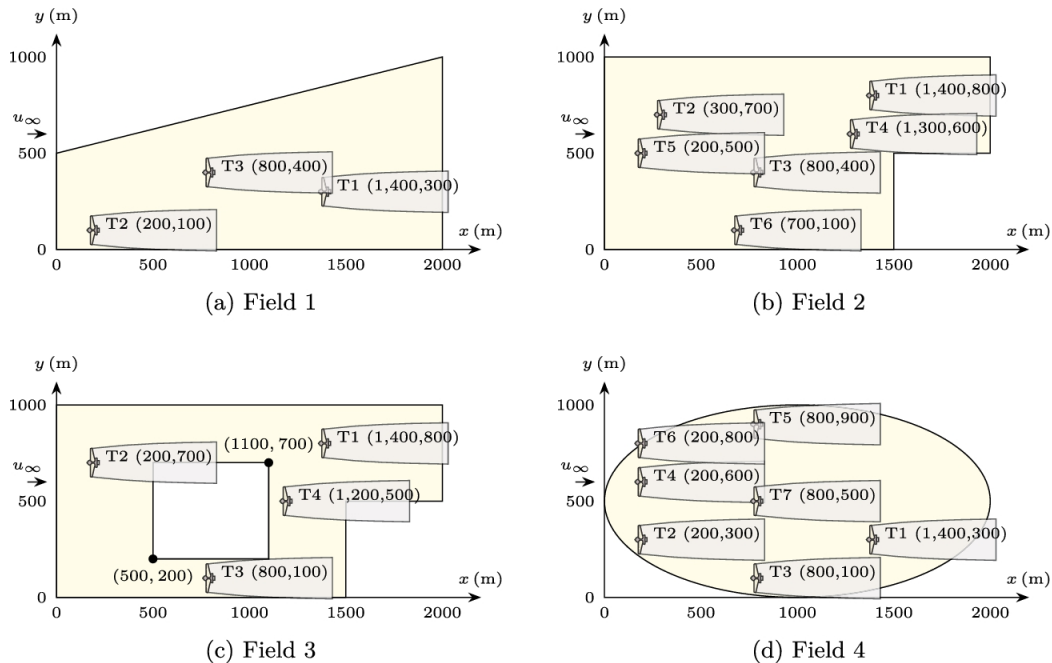 y (m)
1000
u∞
500
T3 (800,400)
T1 (1,400,300)
T2 (200,100)
x (m)
0
0
500
1000
1500
2000
(a) Field 1
y (m)
1000
T1 (1,400,800)
T2 (300,700)
u∞
T4 (1,300,600)
T5 (200,500)
500
T3 (800,400)
T6 (700,100)
x (m)
0
0
500
1000
1500
2000
(b) Field 2
y (m)
1000
(1100, 700)
T1 (1,400,800)
T2 (200,700)
u∞
500
T4 (1,200,500)
(500, 200)
T3 (800,100)
x (m)
0
0
500
1000
1500
2000
(c) Field 3
y (m)
1000
T5 (800,900)
T6 (200,800)
u∞
T4 (200,600)
500
T7 (800,500)
T2 (200,300)
T1 (1,400,300)
T3 (800,100)
x (m)
0
0
500
1000
1500
2000
(d) Field 4